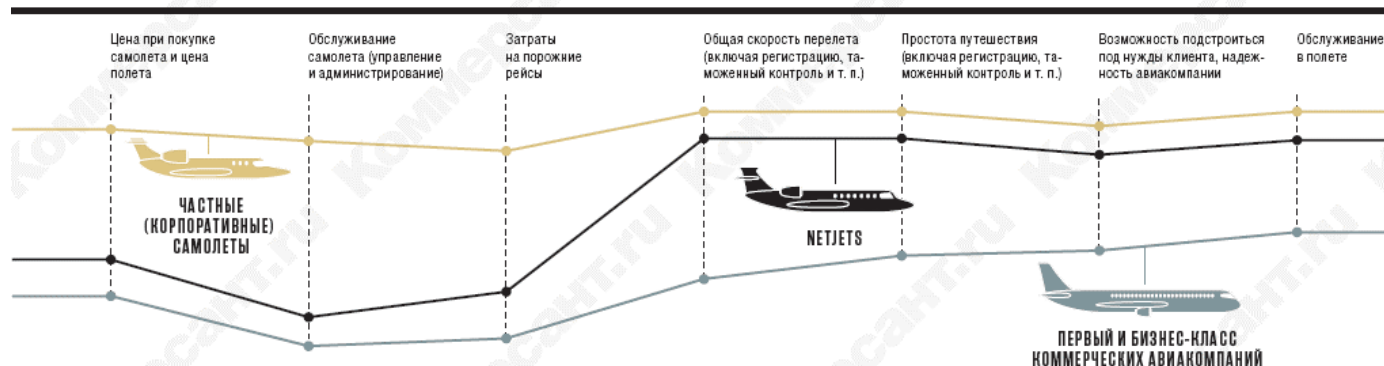 Цена при покупке
самолета и цена
полета
Обслуживание
самолета (управление
и администрирование)
Затраты
на порожние
рейсы
Общая скорость перелета
(включая регистрацию, та-
моженный контроль и т. п.)
Простота путешествия
(включая регистрацию, та-
моженный контроль и т. п.)
Возможность подстроиться
под нужды клиента, надеж-
ность авиакомпании
Обслуживание
в полете
ЧАСТНЫЕ
(КОРПОРАТИВНЫЕ)
САМОЛЕТЫ
NETJETS
ПЕРВЫЙ И БИЗНЕС-КЛАСС
КОММЕРЧЕСКИХ АВИАКОМПАНИЙ